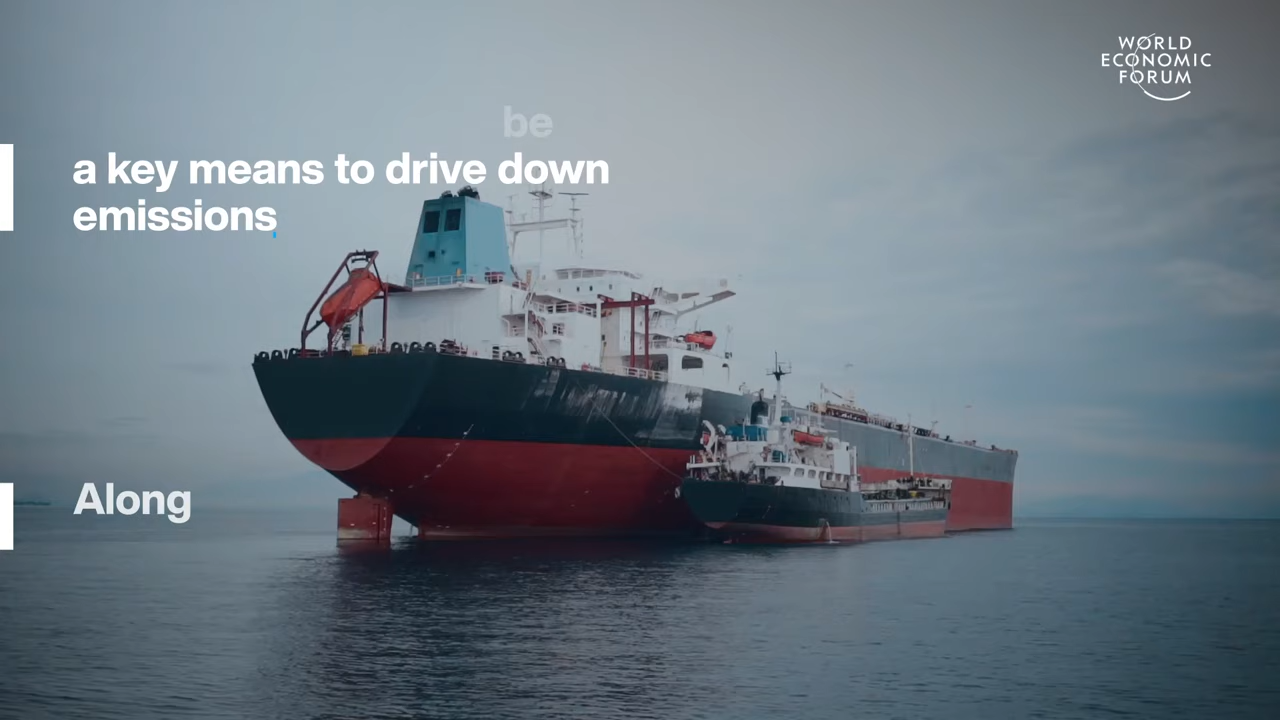 WORLD
ECONOMIC
FORUM
be
a key means to drive down
emissions
Along